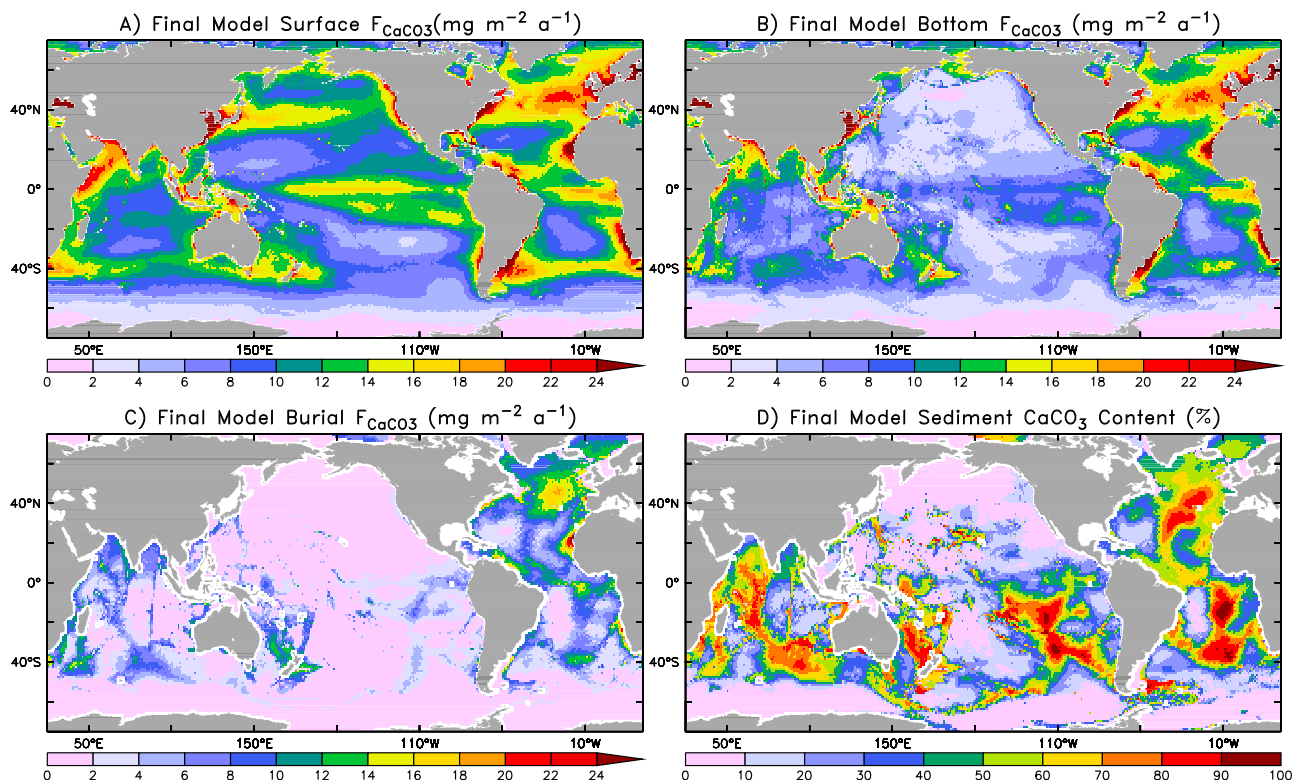 A) Final Model Surface F_CaCO3(mg m⁻² a⁻¹)
40°N
0°
40°S
50°E 150°E 110°W 10°W
0 2 4 6 8 10 12 14 16 18 20 22 24
B) Final Model Bottom F_CaCO3 (mg m⁻² a⁻¹)
40°N
0°
40°S
50°E 150°E 110°W 10°W
0 2 4 6 8 10 12 14 16 18 20 22 24
C) Final Model Burial F_CaCO3 (mg m⁻² a⁻¹)
40°N
0°
40°S
50°E 150°E 110°W 10°W
0 2 4 6 8 10 12 14 16 18 20 22 24
D) Final Model Sediment CaCO₃ Content (%)
40°N
0°
40°S
50°E 150°E 110°W 10°W
0 10 20 30 40 50 60 70 80 90 100